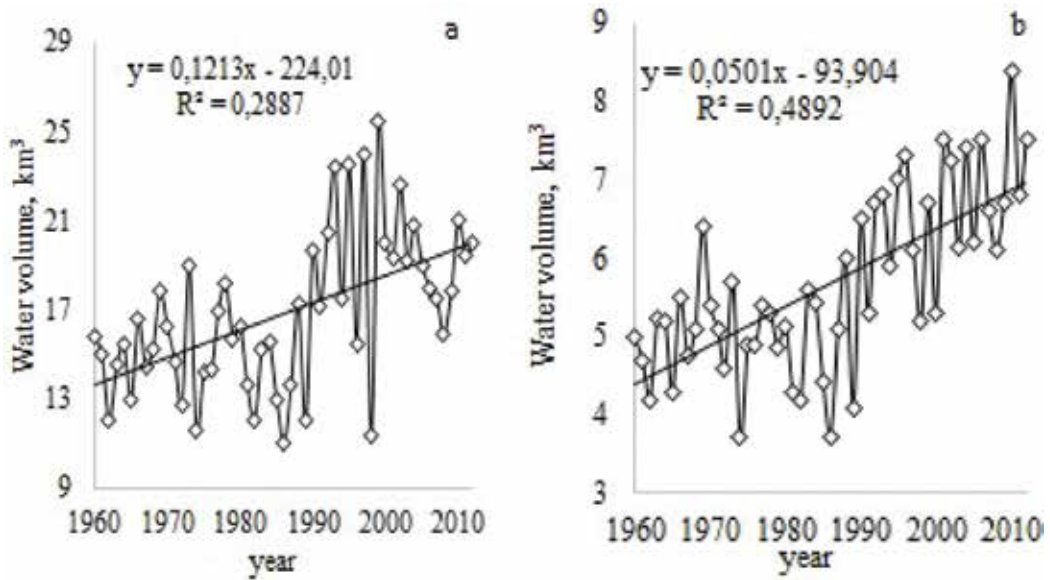 a
y = 0,1213x - 224,01
R² = 0,2887
Water volume, km³
29
25
21
17
13
9
1960 1970 1980 1990 2000 2010
year
b
y = 0,0501x - 93,904
R² = 0,4892
Water volume, km³
9
8
7
6
5
4
3
1960 1970 1980 1990 2000 2010
year